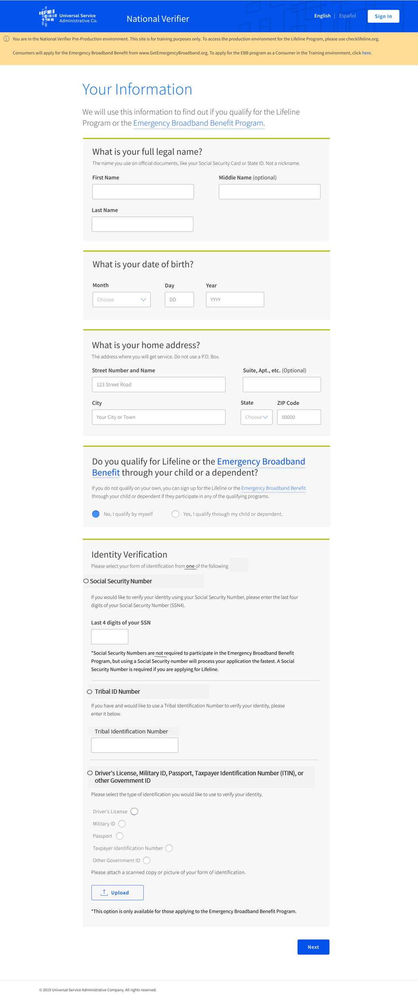 Universal Service
Administrative Co.
National Verifier
English | Español
Sign In
You are in the National Verifier Pre-Production environment. This site is for training purposes only. To access the production environment for the Lifeline Program, please use checklifeline.org.
Consumers will apply for the Emergency Broadband Benefit from www.GetEmergencyBroadband.org. To apply for the EBB program as a Consumer in the Training environment, click here.
Your Information
We will use this information to find out if you qualify for the Lifeline
Program or the Emergency Broadband Benefit Program.
What is your full legal name?
The name you use on official documents, like your Social Security Card or State ID. Not a nickname.
First Name
Middle Name (optional)
Last Name
What is your date of birth?
Month
Day
Year
Choose
DD
YYYY
What is your home address?
The address where you will get service. Do not use a P.O. Box.
Street Number and Name
Suite, Apt., etc. (Optional)
123 Street Road
City
State
ZIP Code
Your City or Town
Choose
00000
Do you qualify for Lifeline or the Emergency Broadband
Benefit through your child or a dependent?
If you do not qualify on your own, you can sign up for the Lifeline or the Emergency Broadband Benefit
through your child or dependent if they participate in any of the qualifying programs.
No, I qualify by myself
Yes, I qualify through my child or dependent.
Identity Verification
Please select your form of identification from one of the following
Social Security Number
If you would like to verify your identity using your Social Security Number, please enter the last four
digits of your Social Security Number (SSN4).
Last 4 digits of your SSN
*Social Security Numbers are not required to participate in the Emergency Broadband Benefit
Program, but using a Social Security number will process your application the fastest. A Social
Security Number is required if you are applying for Lifeline.
Tribal ID Number
If you have and would like to use a Tribal Identification Number to verify your identity, please
enter it below.
Tribal Identification Number
Driver's License, Military ID, Passport, Taxpayer Identification Number (ITIN), or
other Government ID
Please select the type of identification you would like to use to verify your identity.
Driver's License
Military ID
Passport
Taxpayer Identification Number
Other Government ID
Please attach a scanned copy or picture of your form of identification.
Upload
*This option is only available for those applying to the Emergency Broadband Benefit Program.
Next
© 2019 Universal Service Administrative Company. All rights reserved.